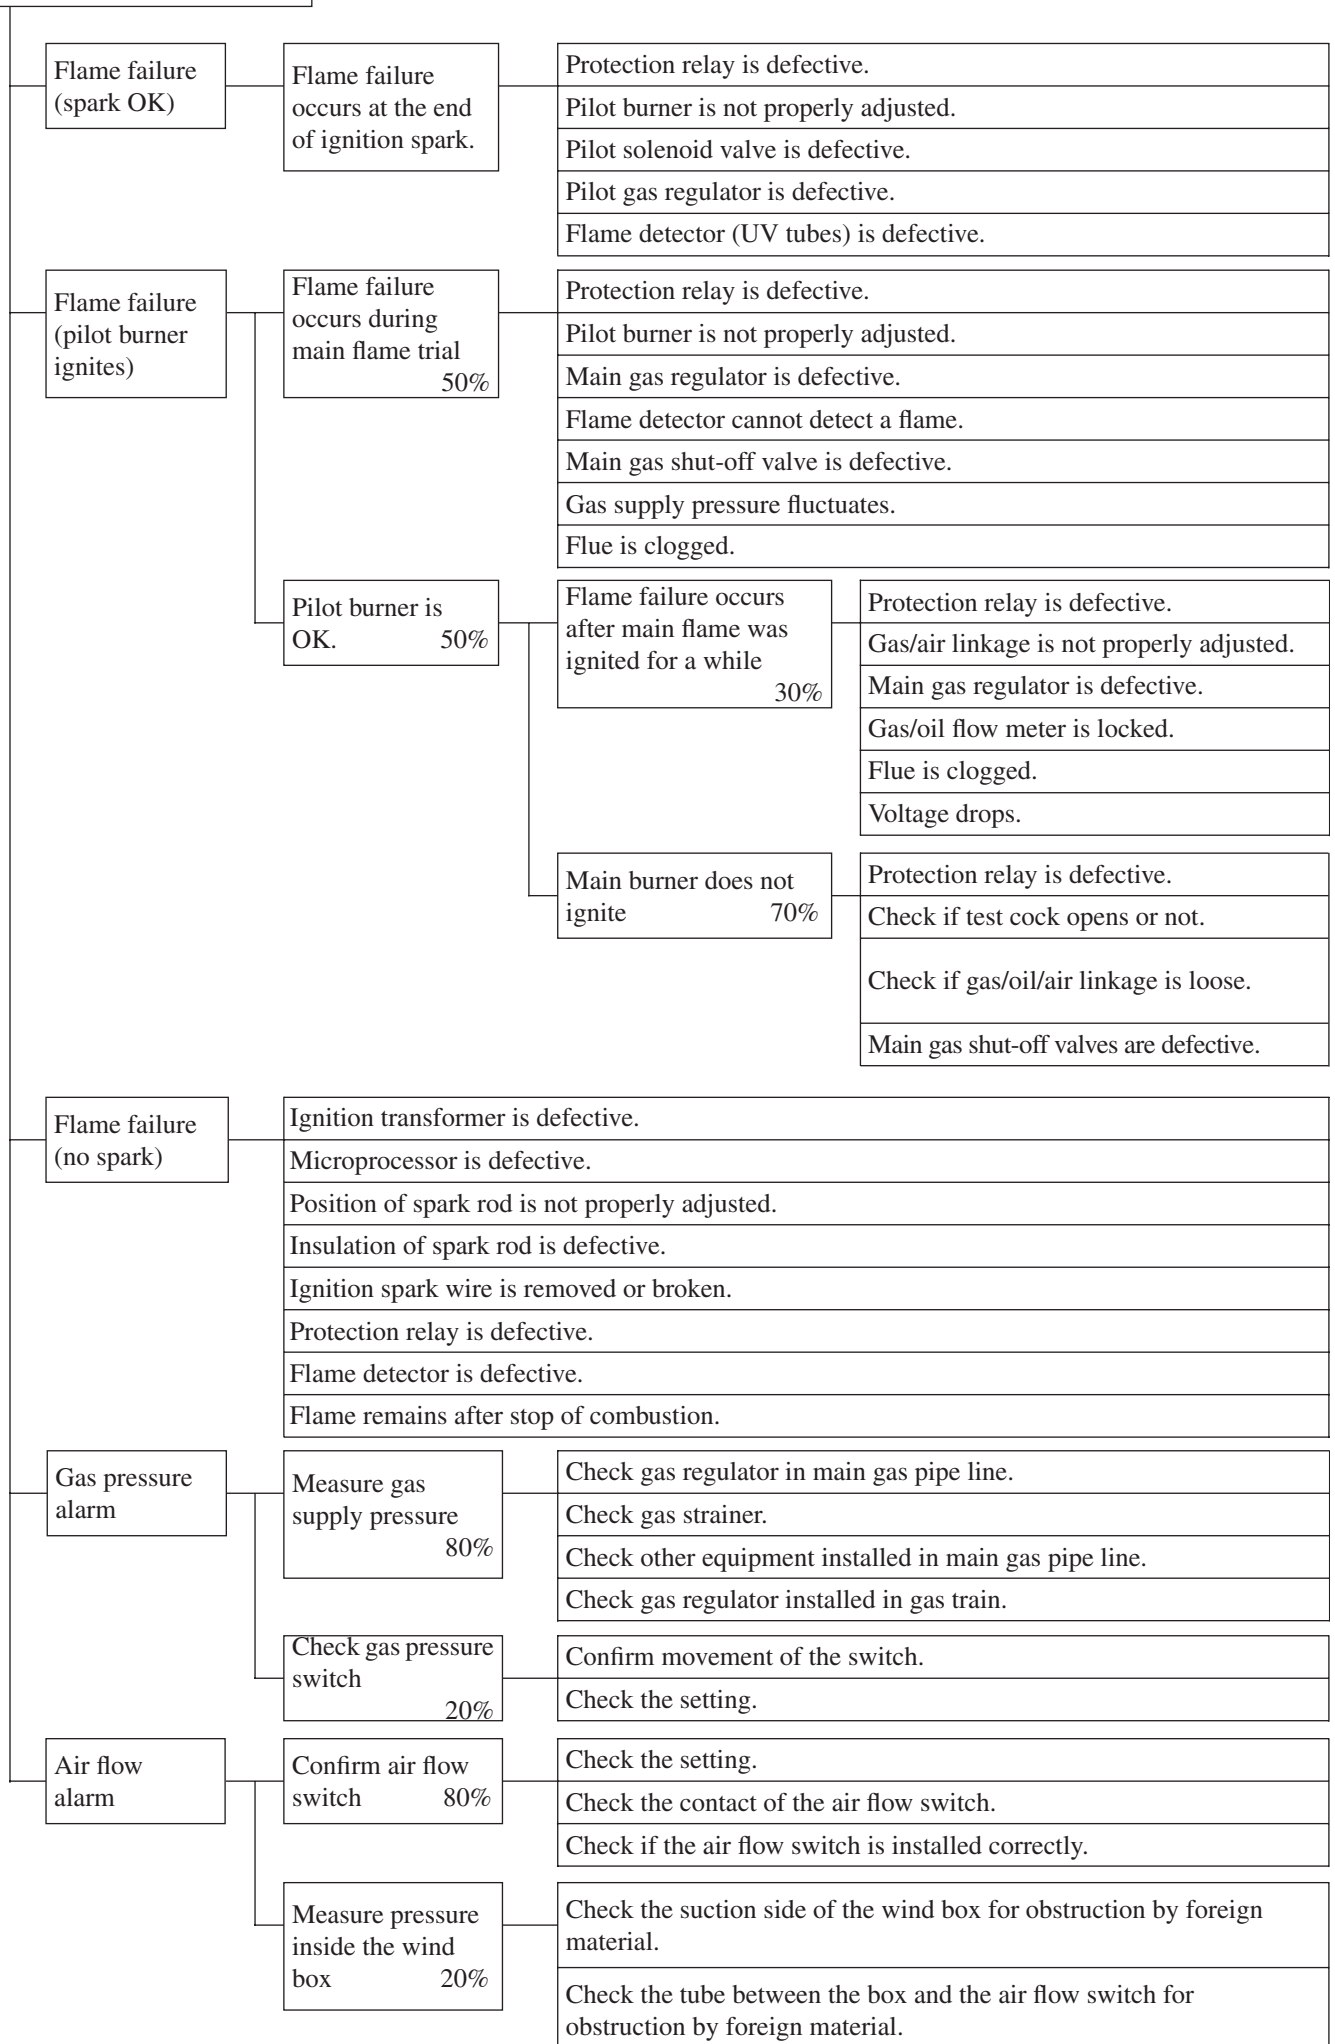 Flame failure
(spark OK)
Flame failure
occurs at the end
of ignition spark.
Protection relay is defective.
Pilot burner is not properly adjusted.
Pilot solenoid valve is defective.
Pilot gas regulator is defective.
Flame detector (UV tubes) is defective.
Flame failure
(pilot burner
ignites)
Flame failure
occurs during
main flame trial
50%
Protection relay is defective.
Pilot burner is not properly adjusted.
Main gas regulator is defective.
Flame detector cannot detect a flame.
Main gas shut-off valve is defective.
Gas supply pressure fluctuates.
Flue is clogged.
Pilot burner is
OK. 50%
Flame failure occurs
after main flame was
ignited for a while
30%
Protection relay is defective.
Gas/air linkage is not properly adjusted.
Main gas regulator is defective.
Gas/oil flow meter is locked.
Flue is clogged.
Voltage drops.
Main burner does not
ignite 70%
Protection relay is defective.
Check if test cock opens or not.
Check if gas/oil/air linkage is loose.
Main gas shut-off valves are defective.
Flame failure
(no spark)
Ignition transformer is defective.
Microprocessor is defective.
Position of spark rod is not properly adjusted.
Insulation of spark rod is defective.
Ignition spark wire is removed or broken.
Protection relay is defective.
Flame detector is defective.
Flame remains after stop of combustion.
Gas pressure
alarm
Measure gas
supply pressure
80%
Check gas regulator in main gas pipe line.
Check gas strainer.
Check other equipment installed in main gas pipe line.
Check gas regulator installed in gas train.
Check gas pressure
switch
20%
Confirm movement of the switch.
Check the setting.
Air flow
alarm
Confirm air flow
switch 80%
Check the setting.
Check the contact of the air flow switch.
Check if the air flow switch is installed correctly.
Measure pressure
inside the wind
box 20%
Check the suction side of the wind box for obstruction by foreign
material.
Check the tube between the box and the air flow switch for
obstruction by foreign material.